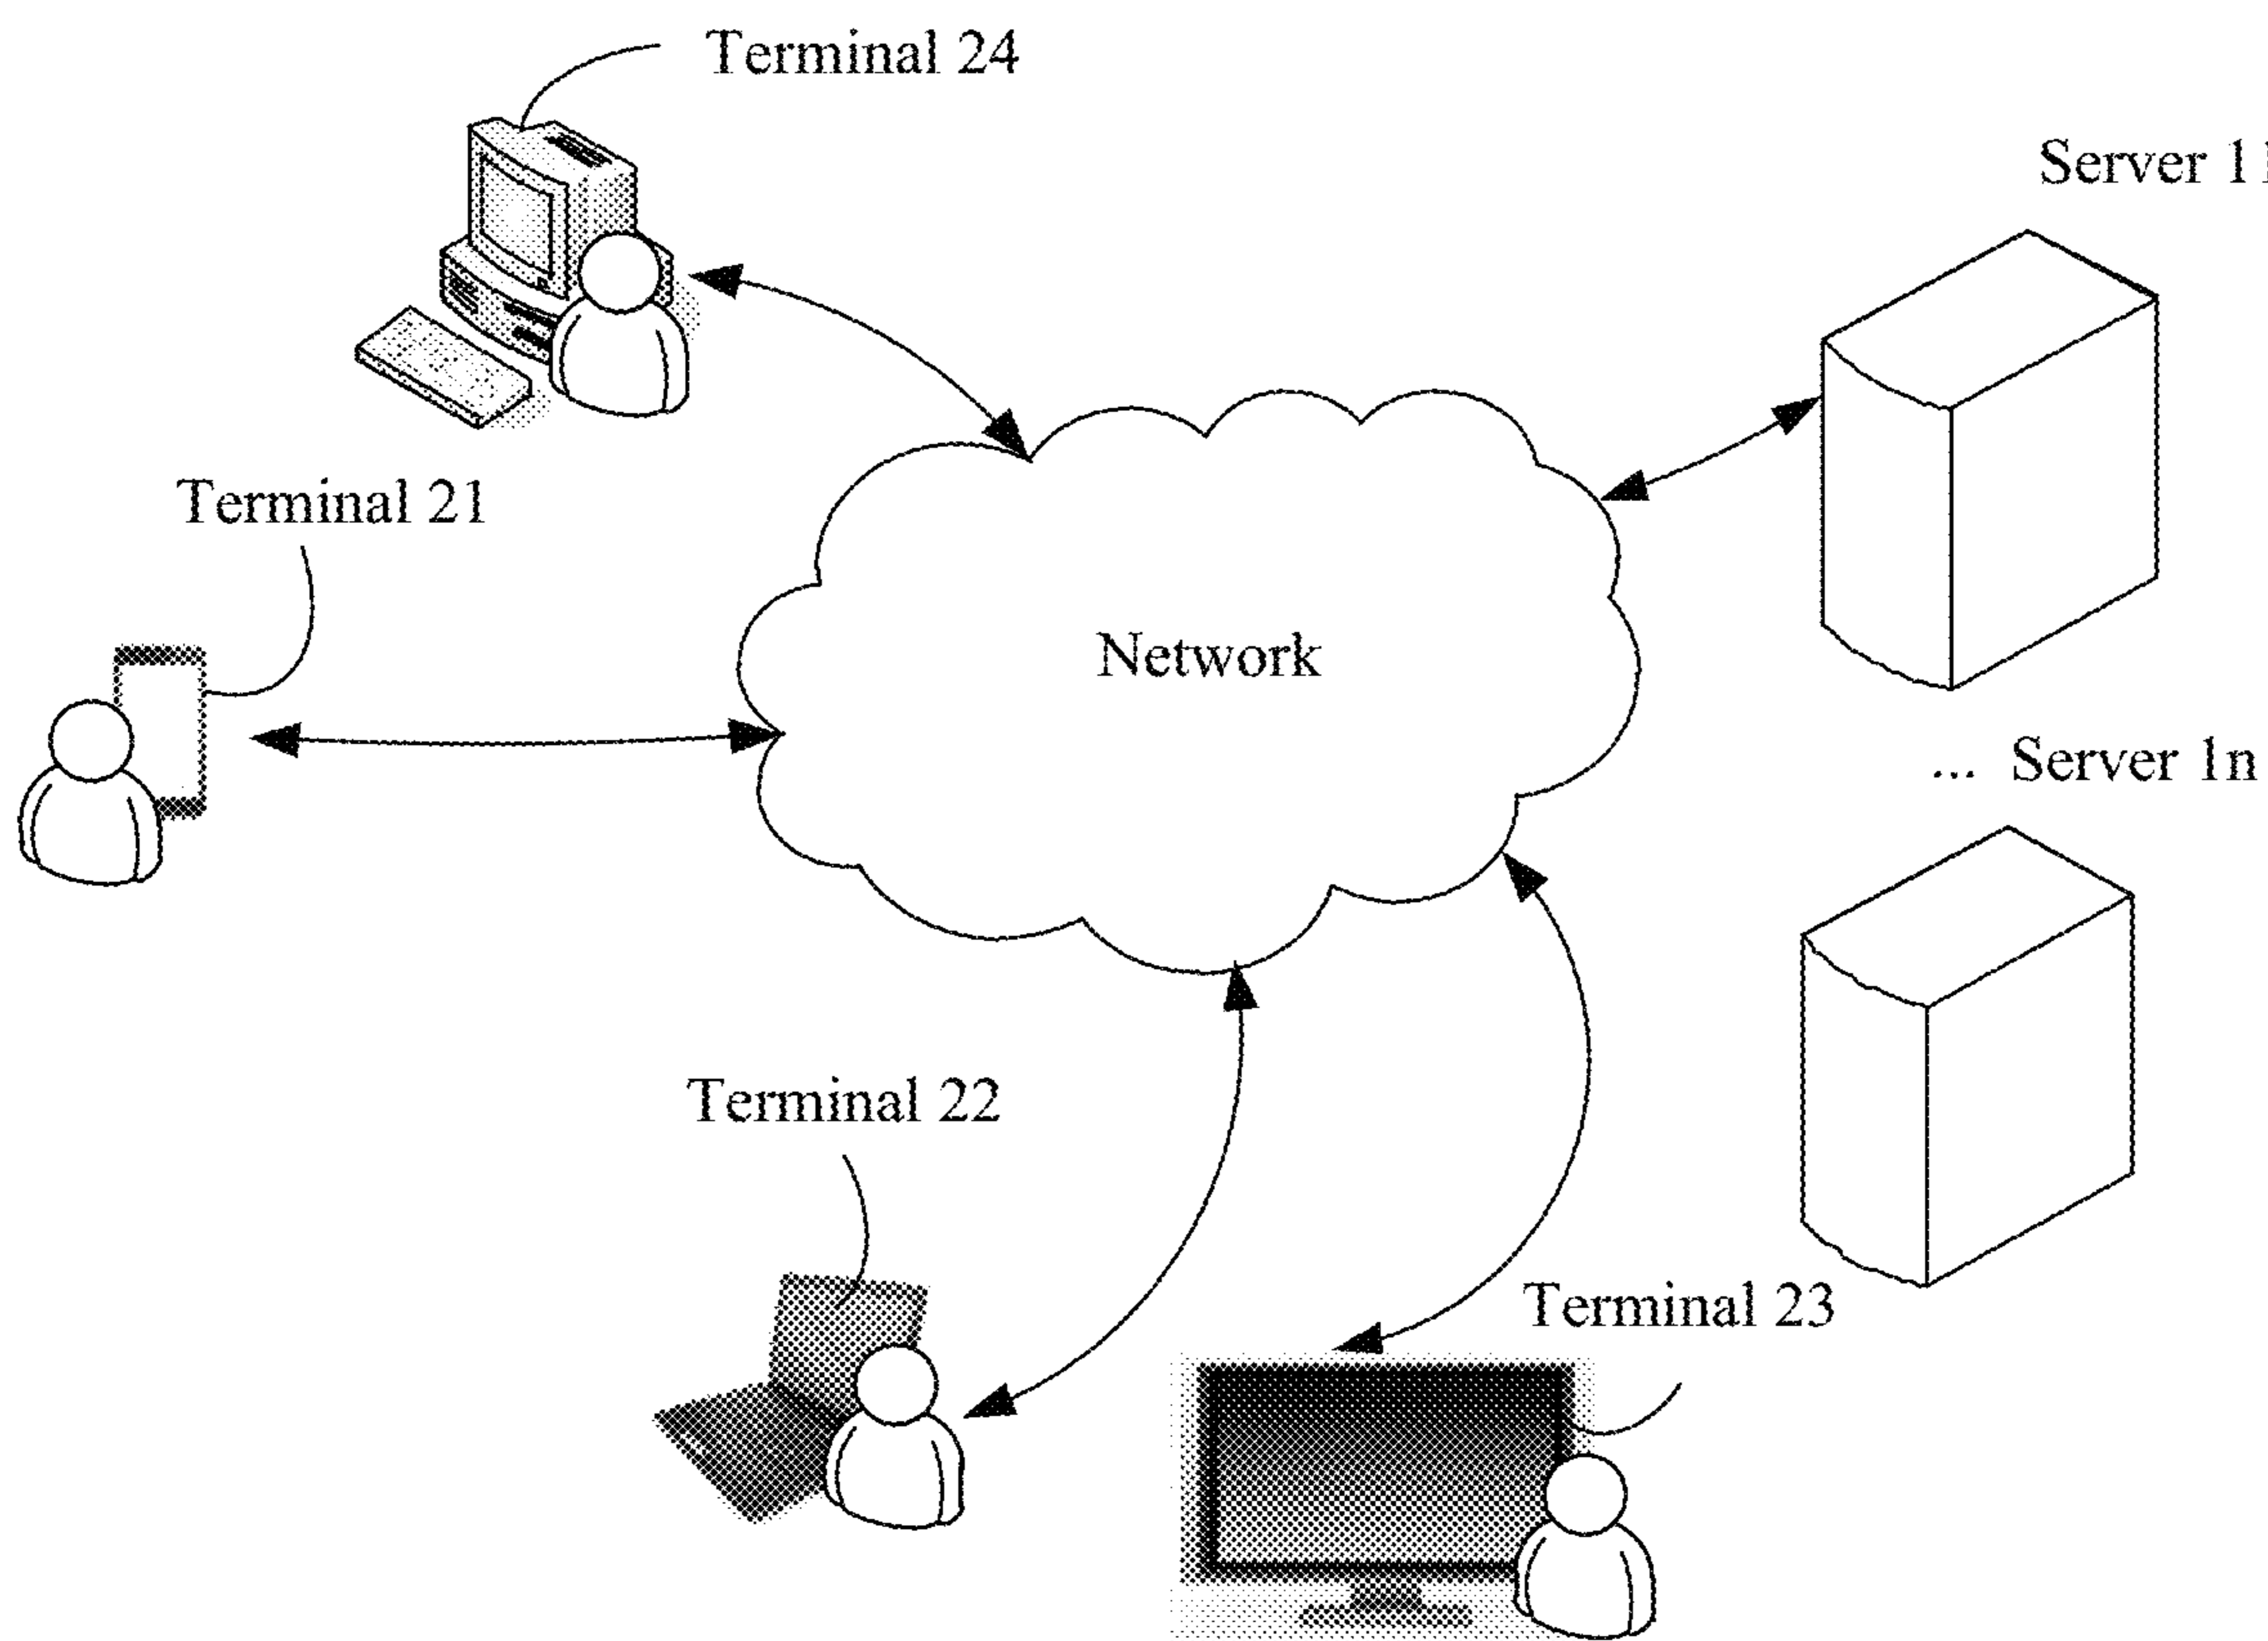 Terminal 24
Server 11
Terminal 21
Network
... Server 1n
Terminal 22
Terminal 23